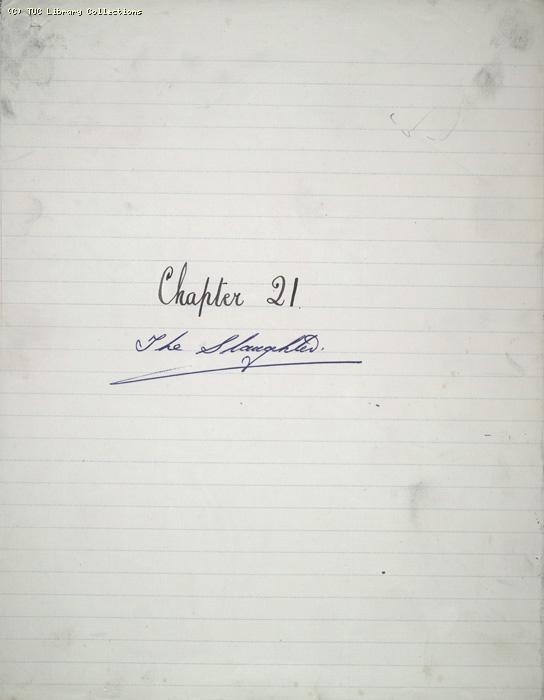 (C) TUC Library Collections
Chapter 21.
The Slaughter.